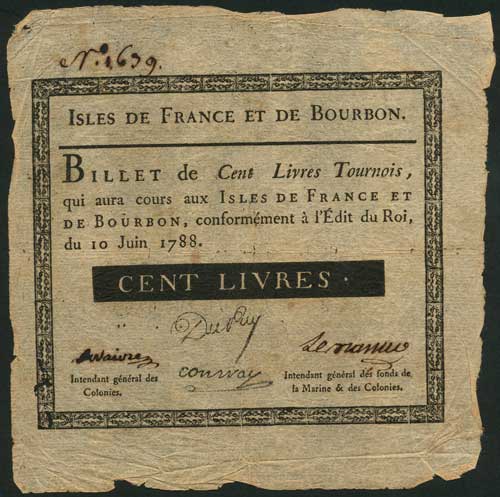 N.º 1639.
ISLES DE FRANCE ET DE BOURBON.
BILLET de Cent Livres Tournois,
qui aura cours aux ISLES DE FRANCE ET
DE BOURBON, conformément à l'Édit du Roi,
du 10 Juin 1788.
CENT LIVRES.
Conway
Intendant général des
Colonies.
Intendant général des fonds de
la Marine & des Colonies.